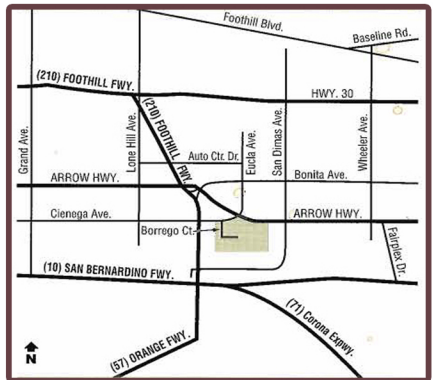 Foothill Blvd.
Baseline Rd.
(210) FOOTHILL FWY.
HWY. 30
Grand Ave.
Lone Hill Ave.
(210) FOOTHILL FWY.
Auto Ctr. Dr.
Eucla Ave.
San Dimas Ave.
Wheeler Ave.
Bonita Ave.
ARROW HWY.
Cienega Ave.
ARROW HWY.
Borrego Ct.
Fairplex Dr.
(10) SAN BERNARDINO FWY.
(71) Corona Expwy.
(57) ORANGE FWY.
N